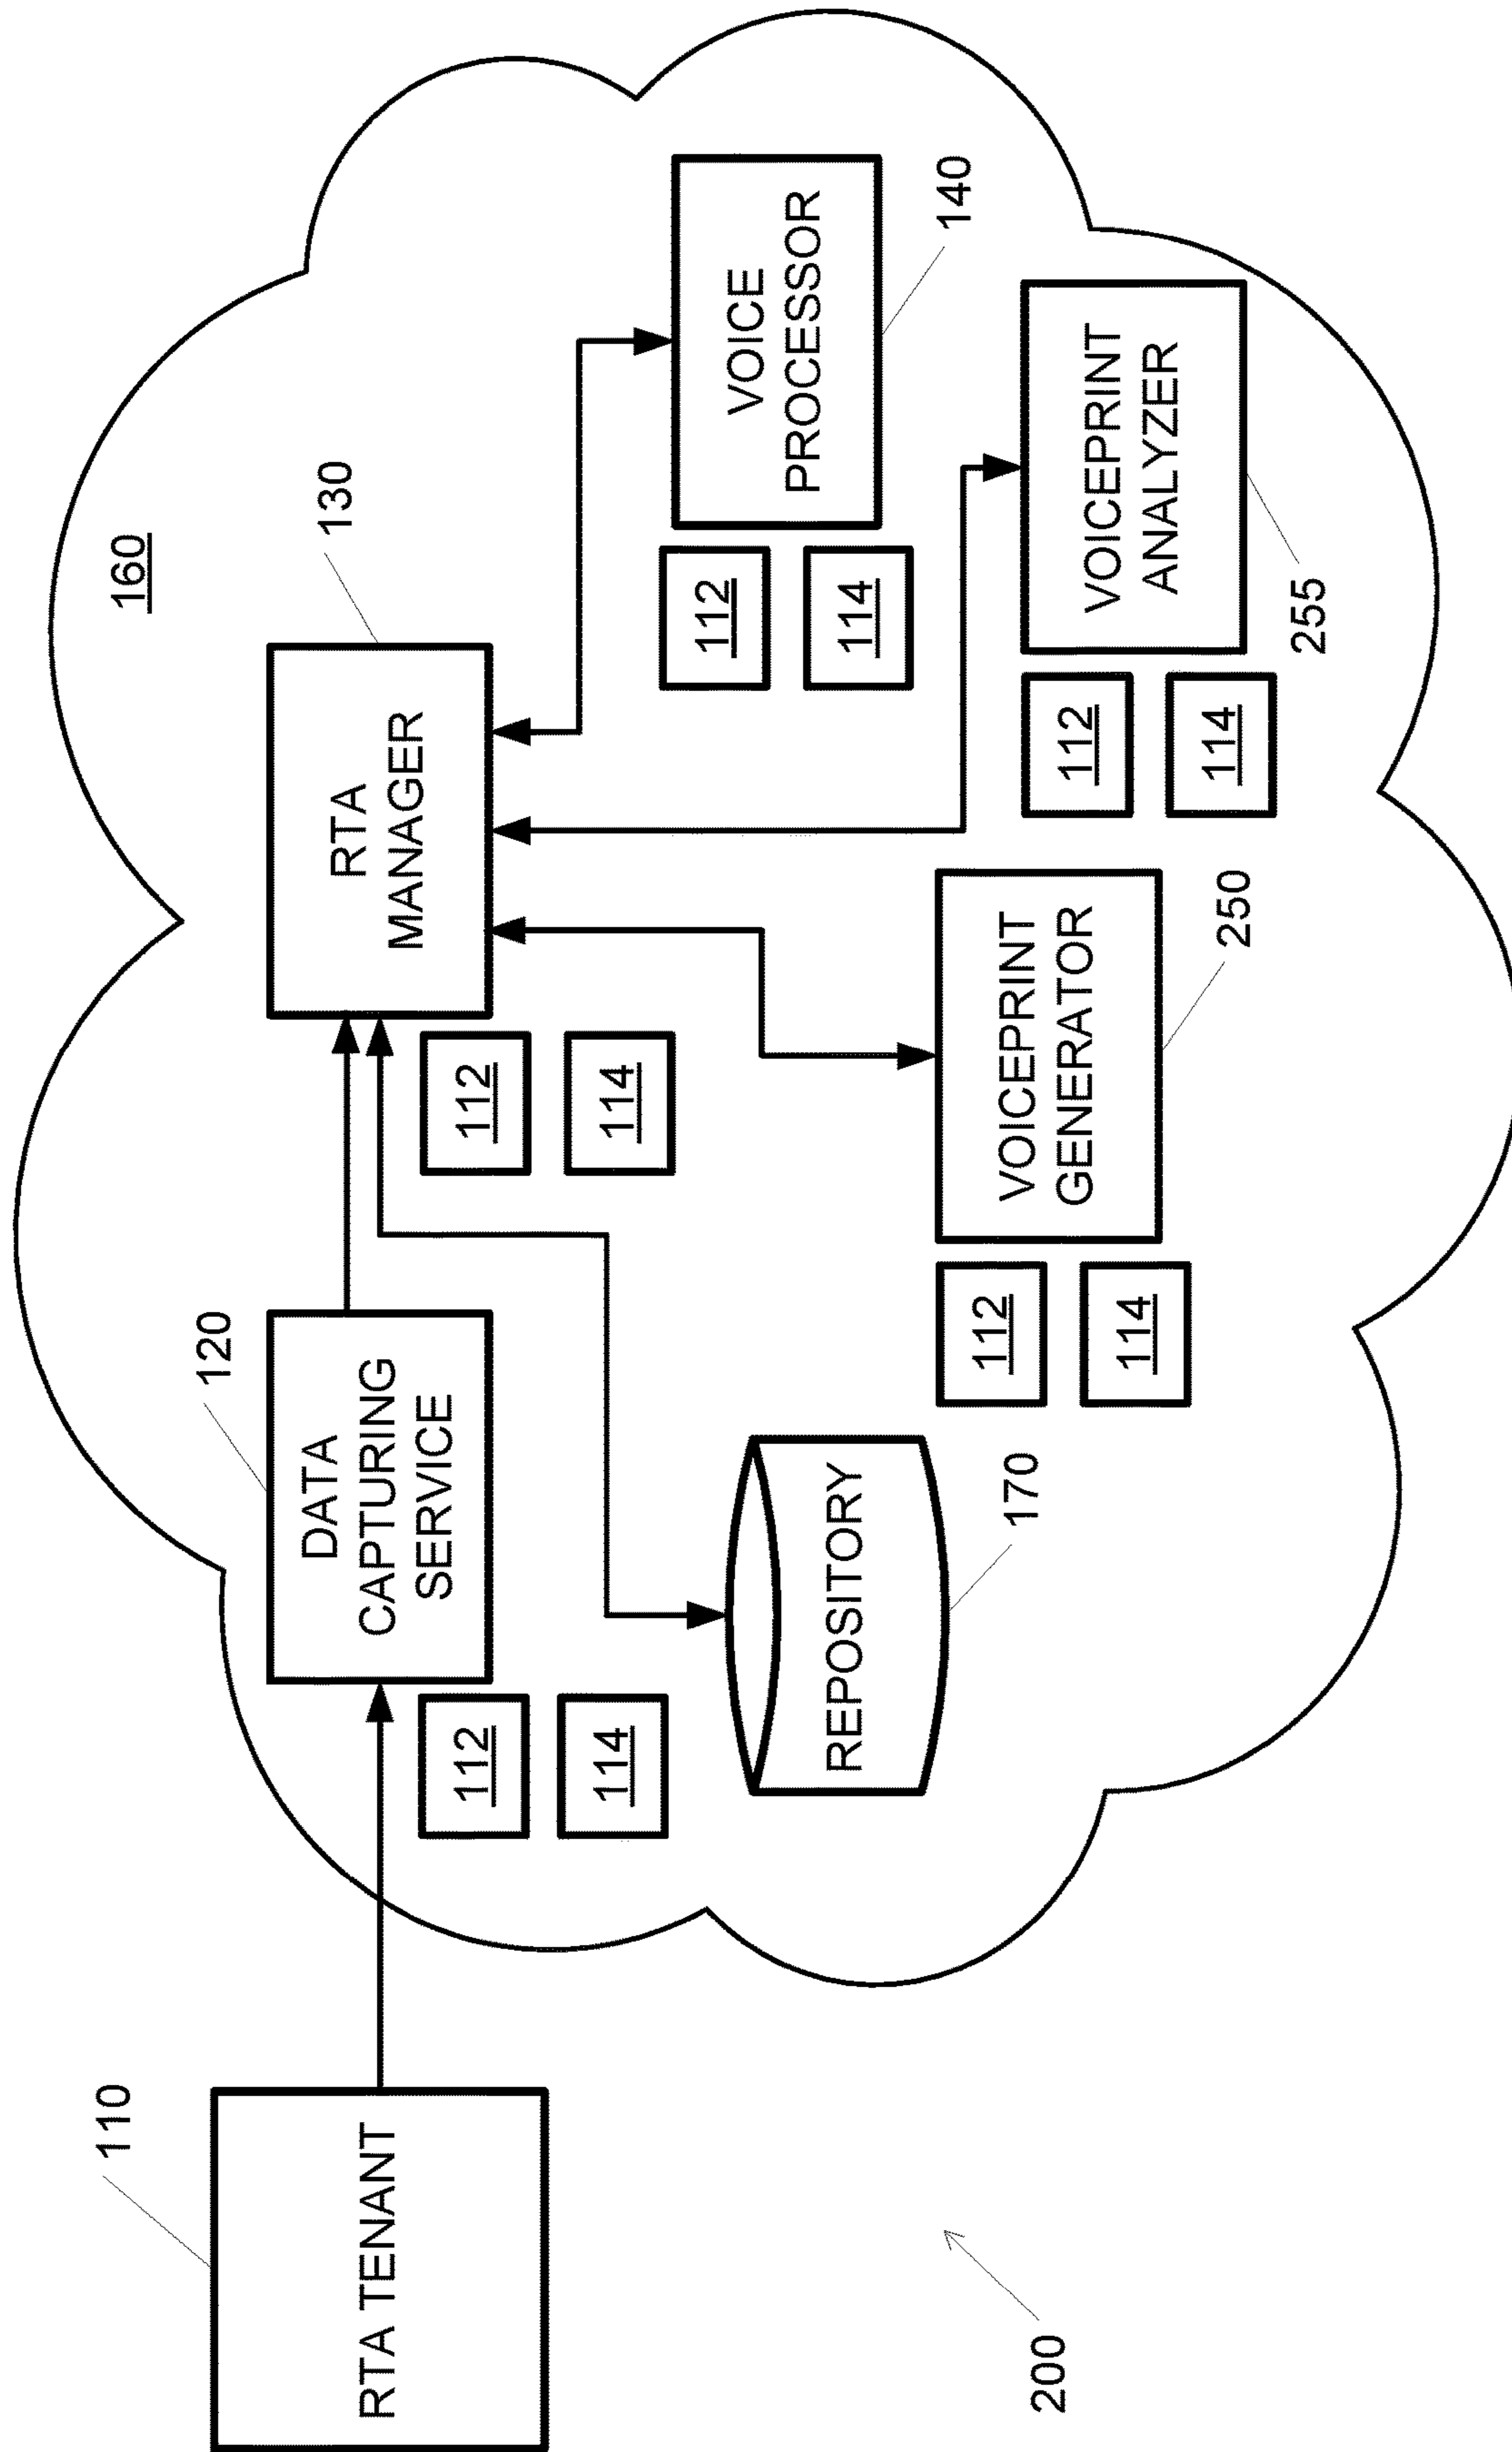 160
110
RTA TENANT
120
DATA
CAPTURING
SERVICE
130
RTA
MANAGER
112
114
112
114
REPOSITORY
170
112
114
VOICE
PROCESSOR
140
112
114
VOICEPRINT
GENERATOR
250
112
114
VOICEPRINT
ANALYZER
255
200